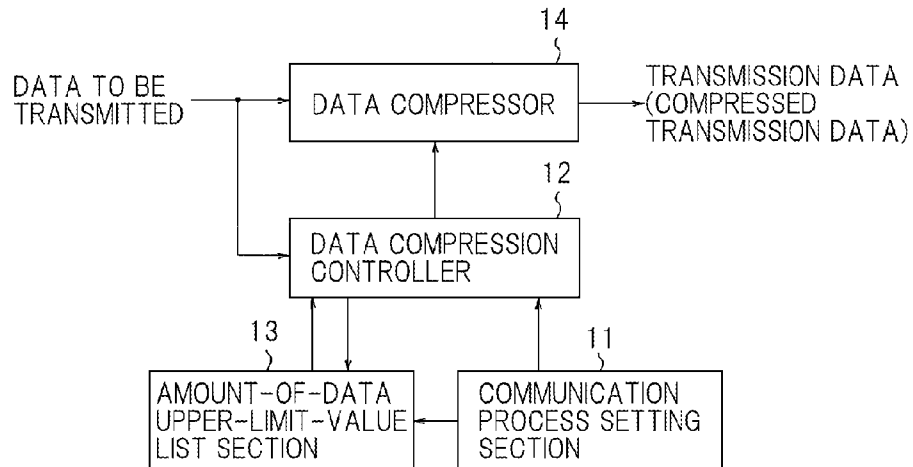 14
DATA TO BE
TRANSMITTED
DATA COMPRESSOR
TRANSMISSION DATA
(COMPRESSED
TRANSMISSION DATA)
12
DATA COMPRESSION
CONTROLLER
13
11
AMOUNT-OF-DATA
UPPER-LIMIT-VALUE
LIST SECTION
COMMUNICATION
PROCESS SETTING
SECTION